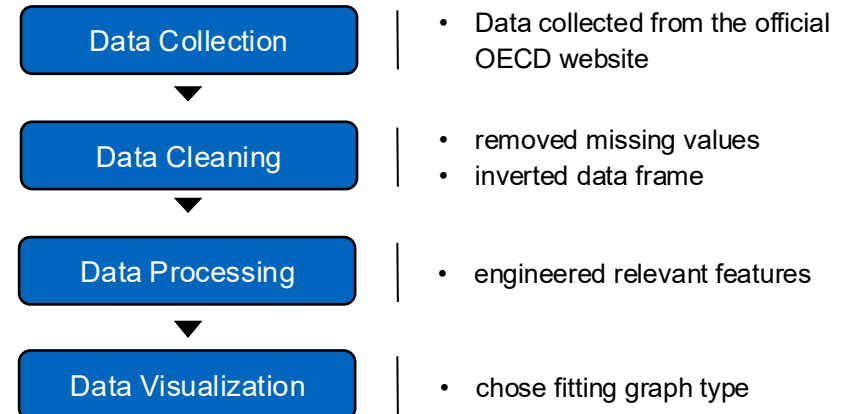 Data Collection
• Data collected from the official
OECD website
Data Cleaning
• removed missing values
• inverted data frame
Data Processing
• engineered relevant features
Data Visualization
• chose fitting graph type